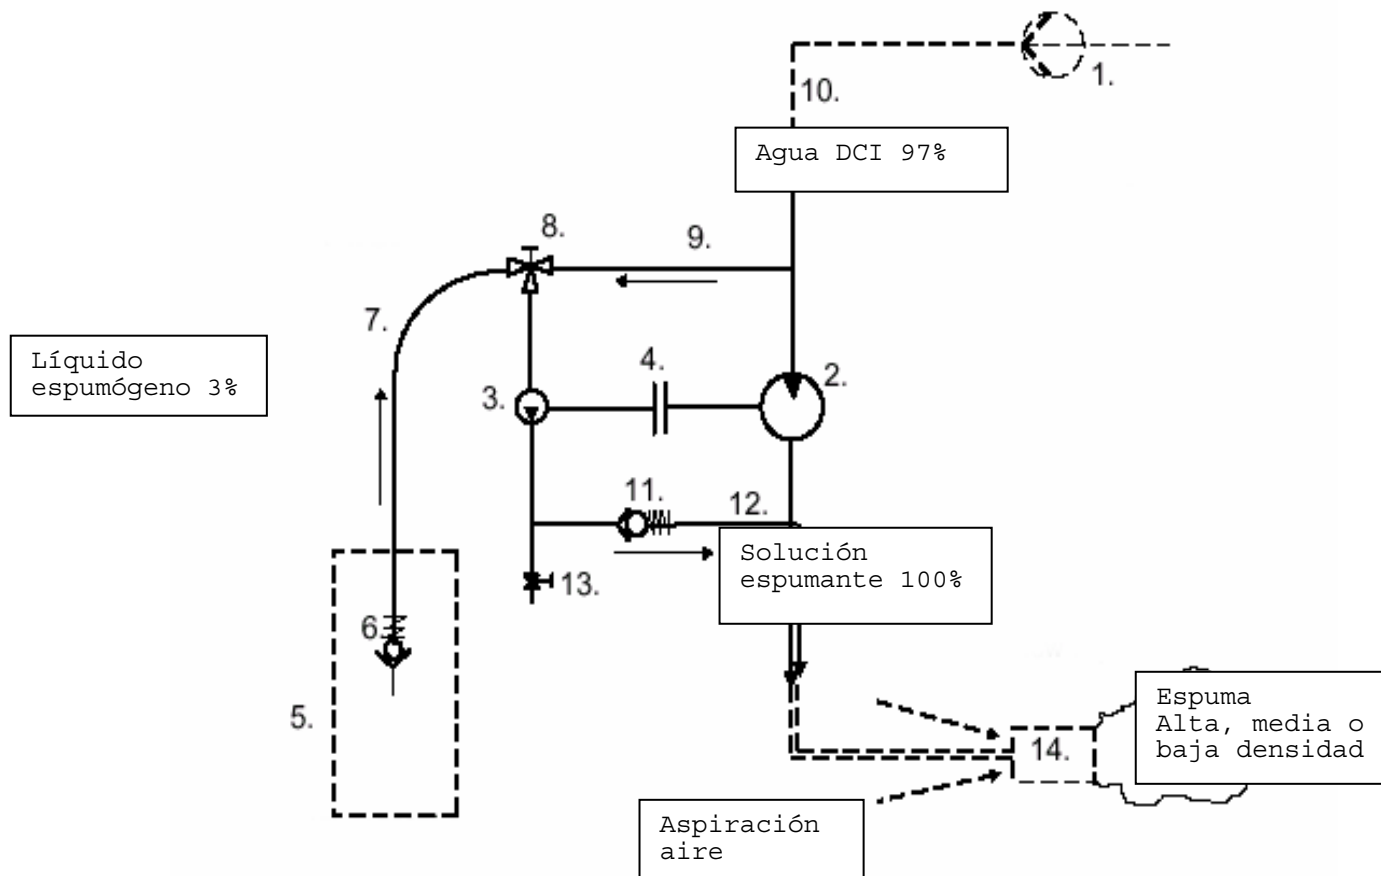 1.
10.
Agua DCI 97%
8.
9.
7.
Líquido
espumógeno 3%
4.
2.
3.
11.
12.
Solución
espumante 100%
13.
6.
5.
Espuma
Alta, media o
baja densidad
14.
Aspiración
aire